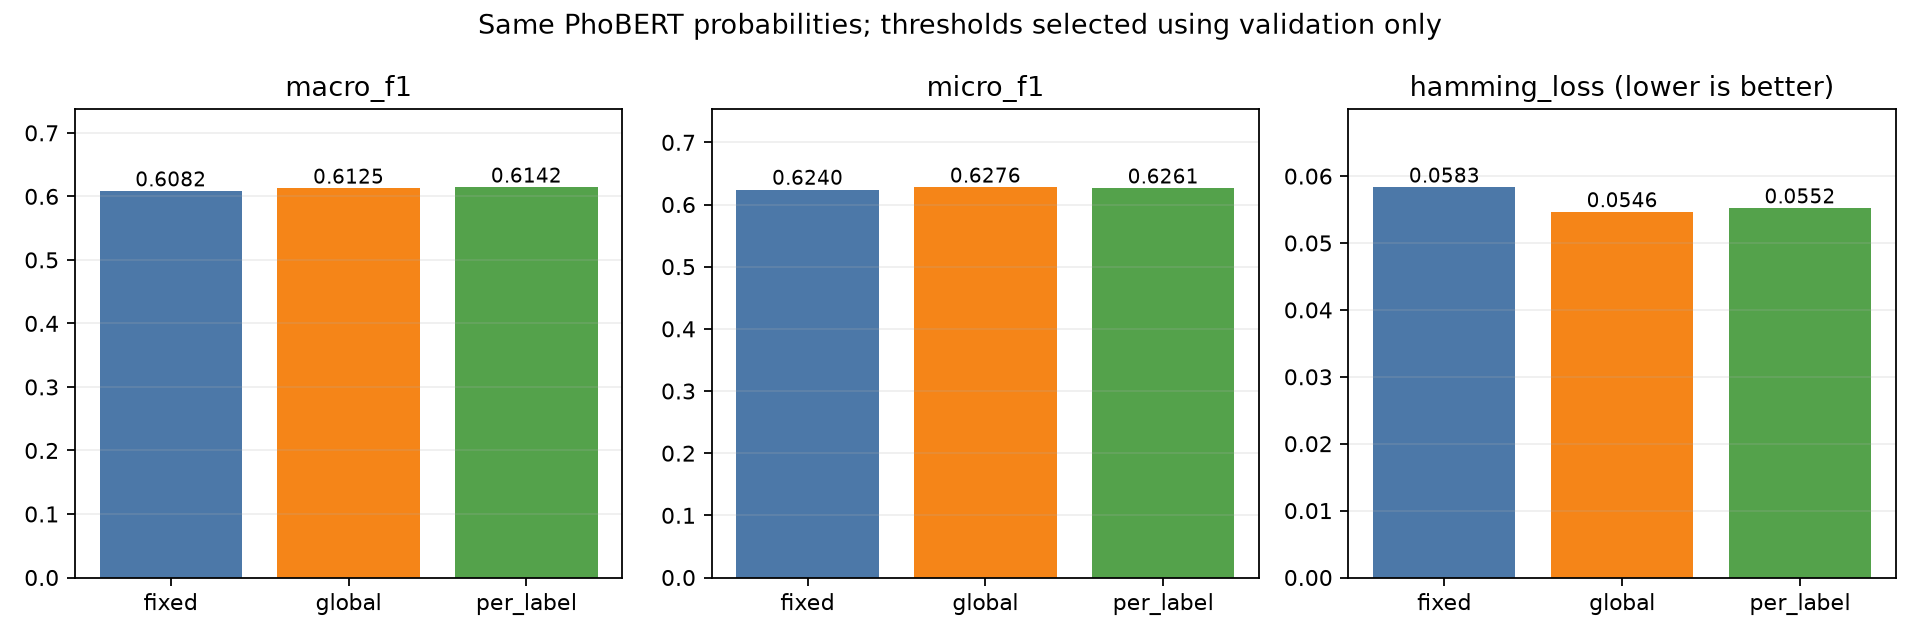 Same PhoBERT probabilities; thresholds selected using validation only
macro_f1
0.7
0.6
0.5
0.4
0.3
0.2
0.1
0.0
0.6082
0.6125
0.6142
fixed
global
per_label
micro_f1
0.7
0.6
0.5
0.4
0.3
0.2
0.1
0.0
0.6240
0.6276
0.6261
fixed
global
per_label
hamming_loss (lower is better)
0.06
0.05
0.04
0.03
0.02
0.01
0.00
0.0583
0.0546
0.0552
fixed
global
per_label